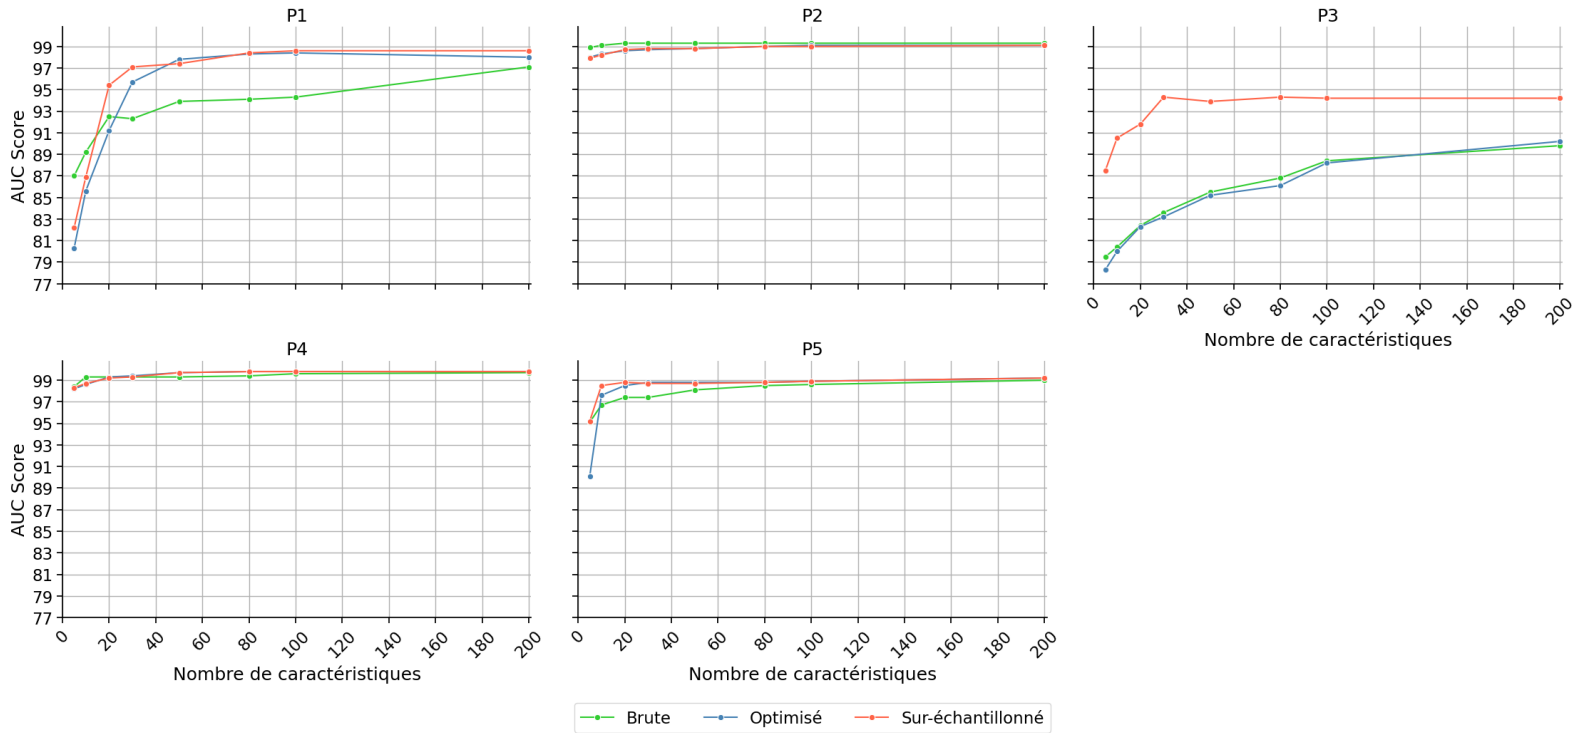 P1
P2
P3
99
97
95
93
91
89
87
85
83
81
79
77
AUC Score
0 20 40 60 80 100 120 140 160 180 200
Nombre de caractéristiques
P4
P5
99
97
95
93
91
89
87
85
83
81
79
77
AUC Score
0 20 40 60 80 100 120 140 160 180 200
0 20 40 60 80 100 120 140 160 180 200
Nombre de caractéristiques
Nombre de caractéristiques
Brute Optimisé Sur-échantillonné